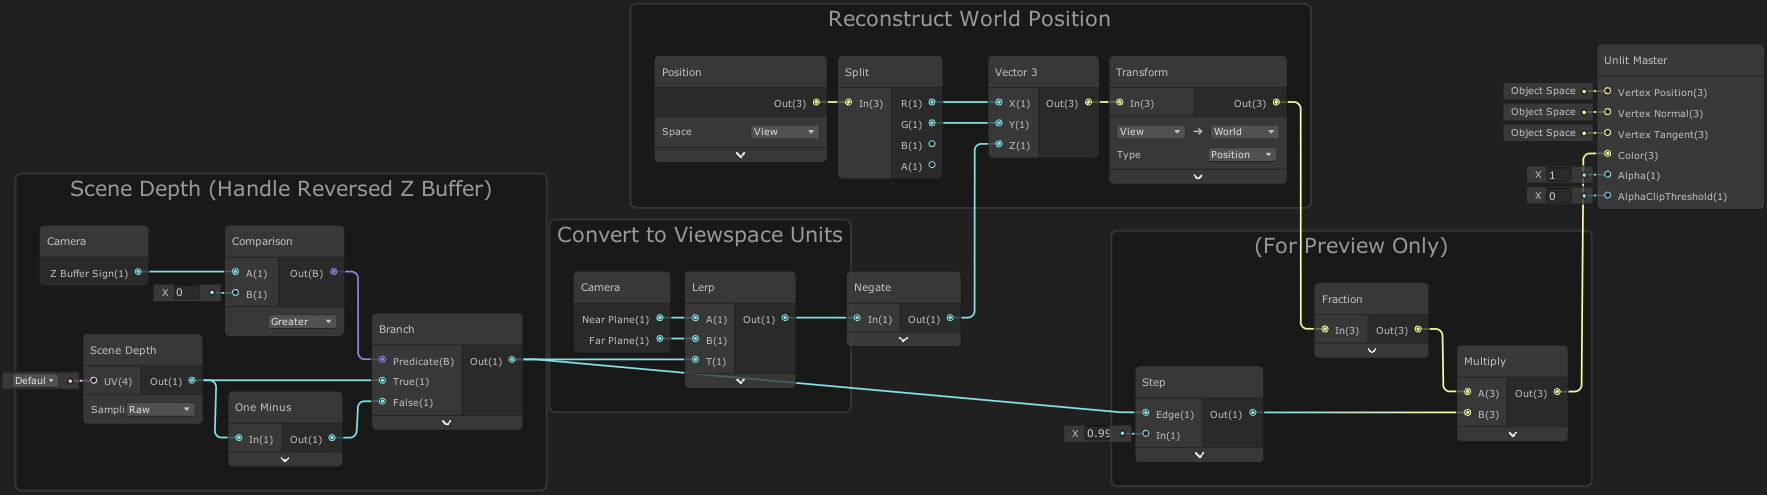 Reconstruct World Position
Position
Out(3)
Space
View
Split
In(3)
R(1)
G(1)
B(1)
A(1)
Vector 3
X(1)
Out(3)
Y(1)
Z(1)
Transform
In(3)
Out(3)
View
World
Type
Position
Unlit Master
Object Space
Vertex Position(3)
Object Space
Vertex Normal(3)
Object Space
Vertex Tangent(3)
Color(3)
X 1
Alpha(1)
X 0
AlphaClipThreshold(1)
Scene Depth (Handle Reversed Z Buffer)
Camera
Z Buffer Sign(1)
Comparison
A(1)
Out(B)
X 0
B(1)
Greater
Scene Depth
Defaul
UV(4)
Out(1)
Sampli
Raw
One Minus
In(1)
Out(1)
Branch
Predicate(B)
Out(1)
True(1)
False(1)
Convert to Viewspace Units
Camera
Near Plane(1)
Far Plane(1)
Lerp
A(1)
Out(1)
B(1)
T(1)
Negate
In(1)
Out(1)
(For Preview Only)
Fraction
In(3)
Out(3)
Step
Edge(1)
Out(1)
X 0.99
In(1)
Multiply
A(3)
Out(3)
B(3)